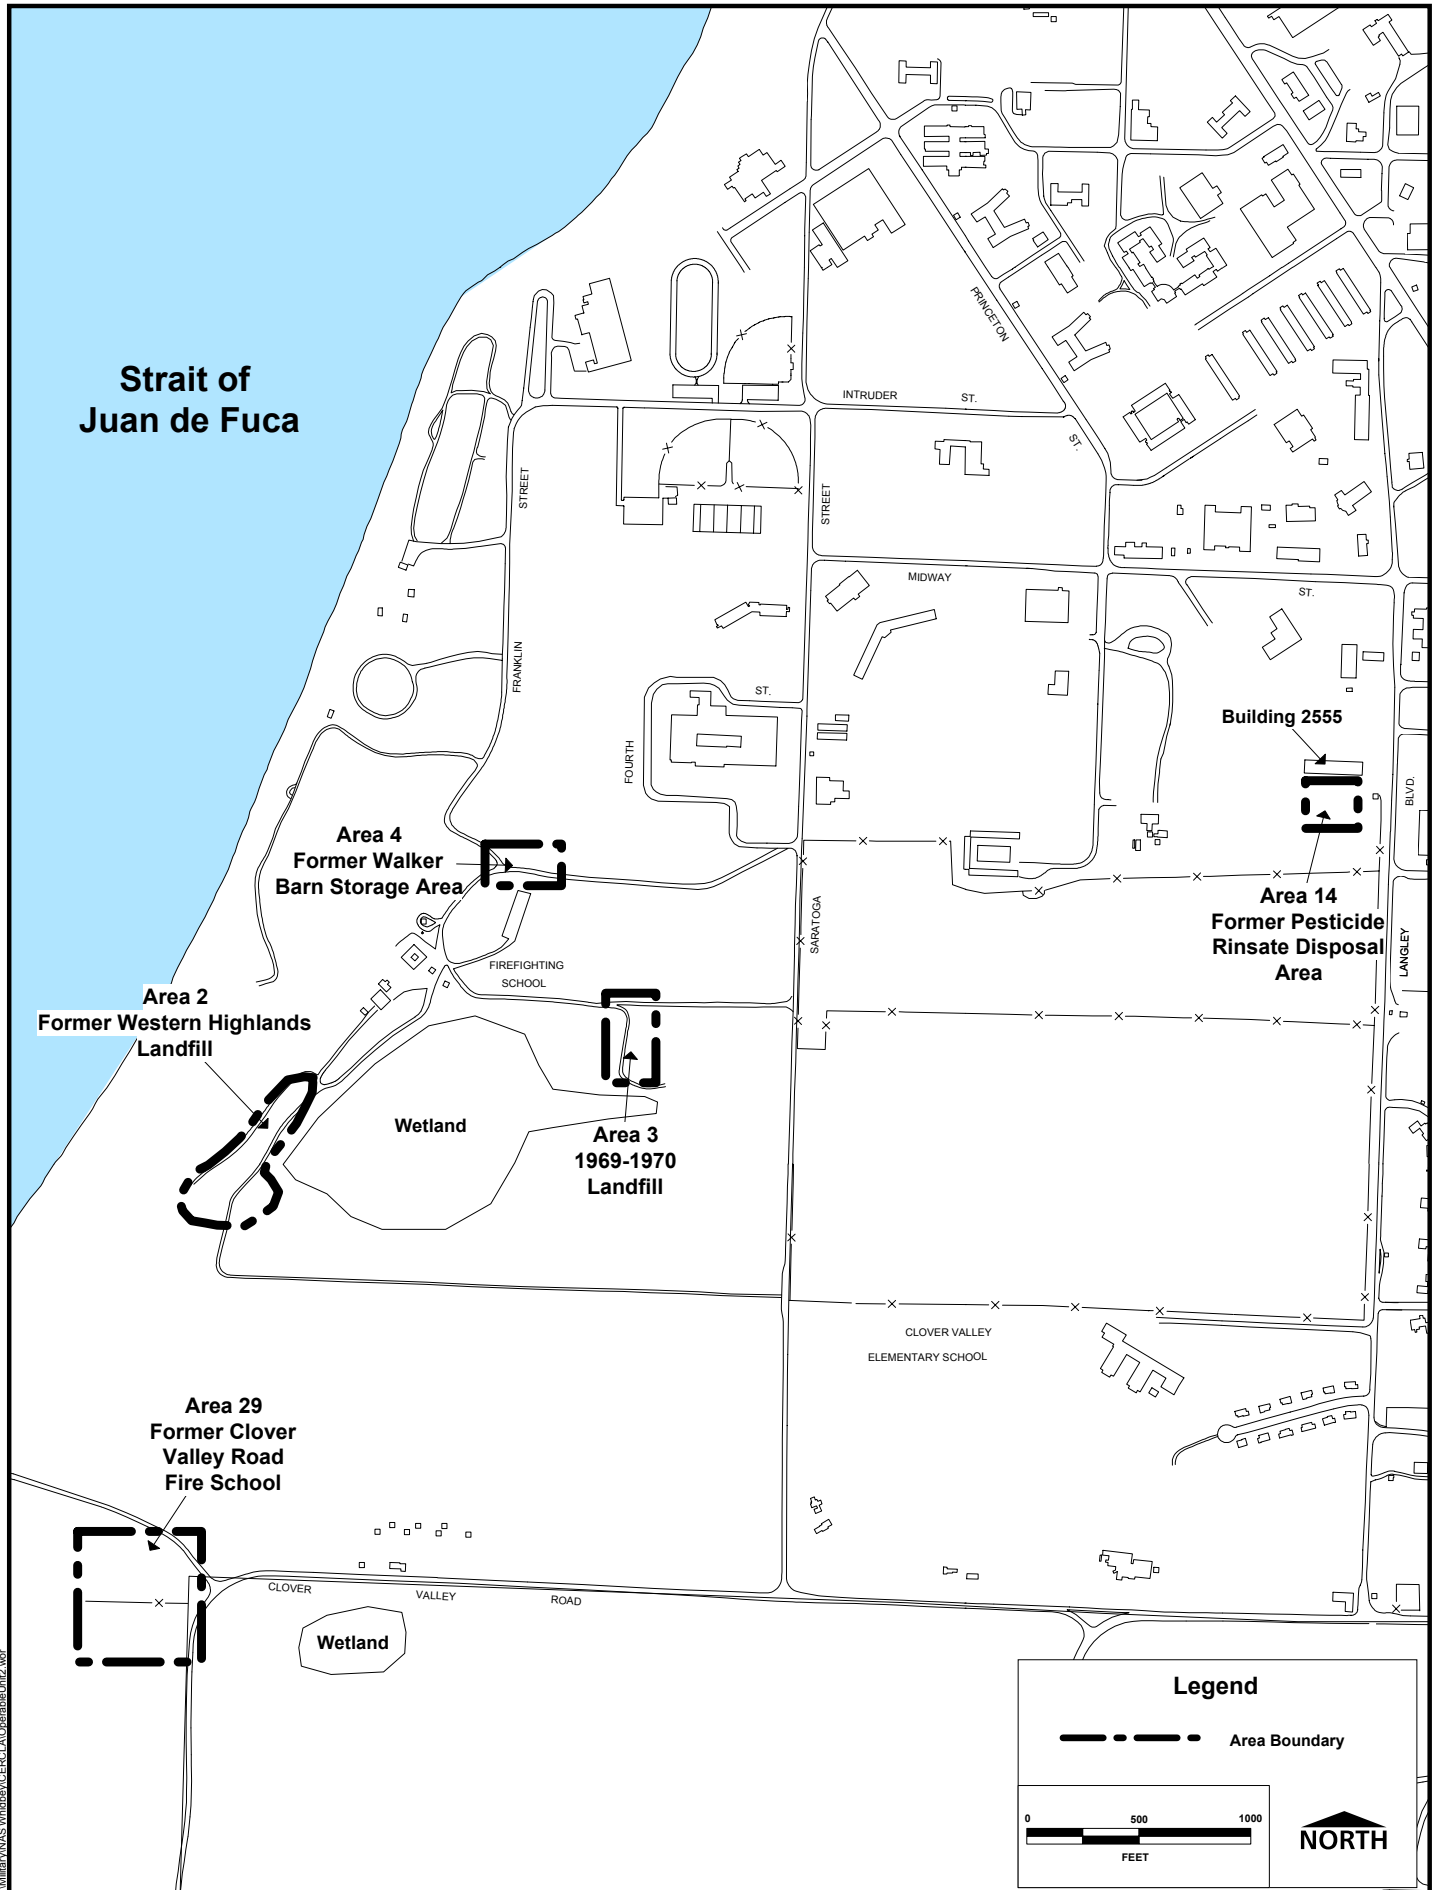 Strait of
Juan de Fuca
PRINCETON
INTRUDER ST.
ST.
STREET
STREET
MIDWAY
ST.
FRANKLIN
ST.
FOURTH
Building 2555
BLVD.
Area 4
Former Walker
Barn Storage Area
Area 14
Former Pesticide
Rinsate Disposal
Area
SARATOGA
LANGLEY
FIREFIGHTING
SCHOOL
Area 2
Former Western Highlands
Landfill
Wetland
Area 3
1969-1970
Landfill
CLOVER VALLEY
ELEMENTARY SCHOOL
Area 29
Former Clover
Valley Road
Fire School
CLOVER VALLEY ROAD
Wetland
Legend
Area Boundary
0 500 1000
FEET
NORTH